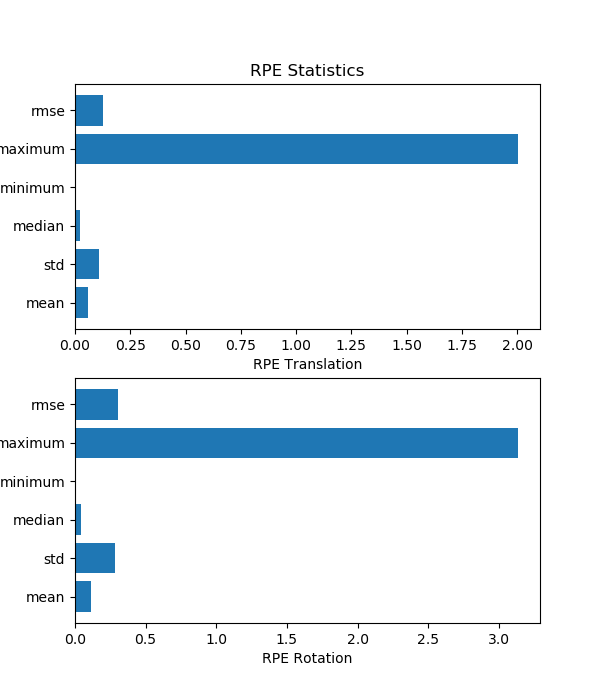 RPE Statistics
rmse
maximum
minimum
median
std
mean
0.00 0.25 0.50 0.75 1.00 1.25 1.50 1.75 2.00
RPE Translation
rmse
maximum
minimum
median
std
mean
0.0 0.5 1.0 1.5 2.0 2.5 3.0
RPE Rotation